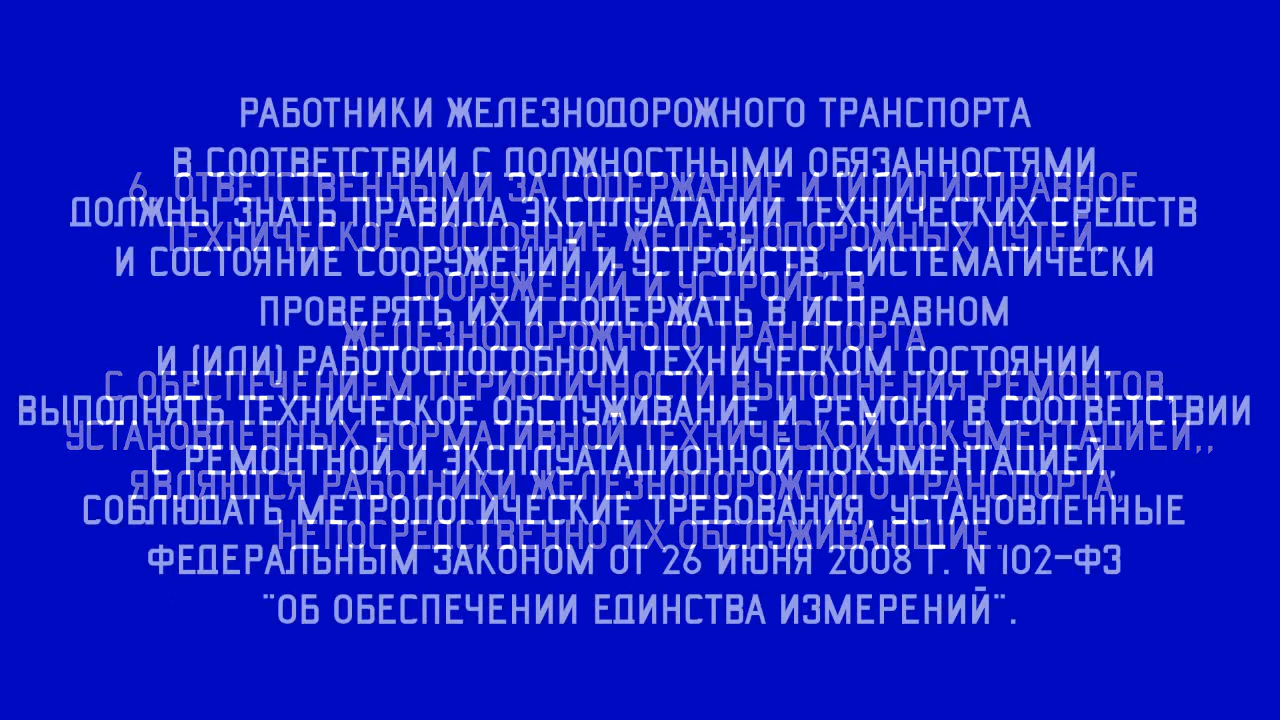 РАБОТНИКИ ЖЕЛЕЗНОДОРОЖНОГО ТРАНСПОРТА
В СООТВЕТСТВИИ С ДОЛЖНОСТНЫМИ ОБЯЗАННОСТЯМИ
ДОЛЖНЫ ЗНАТЬ ПРАВИЛА ЭКСПЛУАТАЦИИ ТЕХНИЧЕСКИХ СРЕДСТВ
И СОСТОЯНИЕ СООРУЖЕНИЙ И УСТРОЙСТВ, СИСТЕМАТИЧЕСКИ
ПРОВЕРЯТЬ ИХ И СОДЕРЖАТЬ В ИСПРАВНОМ
И (ИЛИ) РАБОТОСПОСОБНОМ ТЕХНИЧЕСКОМ СОСТОЯНИИ,
ВЫПОЛНЯТЬ ТЕХНИЧЕСКОЕ ОБСЛУЖИВАНИЕ И РЕМОНТ В СООТВЕТСТВИИ
С РЕМОНТНОЙ И ЭКСПЛУАТАЦИОННОЙ ДОКУМЕНТАЦИЕЙ,
СОБЛЮДАТЬ МЕТРОЛОГИЧЕСКИЕ ТРЕБОВАНИЯ, УСТАНОВЛЕННЫЕ
ФЕДЕРАЛЬНЫМ ЗАКОНОМ ОТ 26 ИЮНЯ 2008 Г. N 102-ФЗ
"ОБ ОБЕСПЕЧЕНИИ ЕДИНСТВА ИЗМЕРЕНИЙ".
6. ОТВЕТСТВЕННЫМИ ЗА СОДЕРЖАНИЕ И (ИЛИ) ИСПРАВНОЕ
ТЕХНИЧЕСКОЕ СОСТОЯНИЕ ЖЕЛЕЗНОДОРОЖНЫХ ПУТЕЙ,
СООРУЖЕНИЙ И УСТРОЙСТВ
ЖЕЛЕЗНОДОРОЖНОГО ТРАНСПОРТА
С ОБЕСПЕЧЕНИЕМ ПЕРИОДИЧНОСТИ ВЫПОЛНЕНИЯ РЕМОНТОВ,
УСТАНОВЛЕННЫХ НОРМАТИВНОЙ ТЕХНИЧЕСКОЙ ДОКУМЕНТАЦИЕЙ,,
ЯВЛЯЮТСЯ РАБОТНИКИ ЖЕЛЕЗНОДОРОЖНОГО ТРАНСПОРТА,
НЕПОСРЕДСТВЕННО ИХ ОБСЛУЖИВАЮЩИЕ.